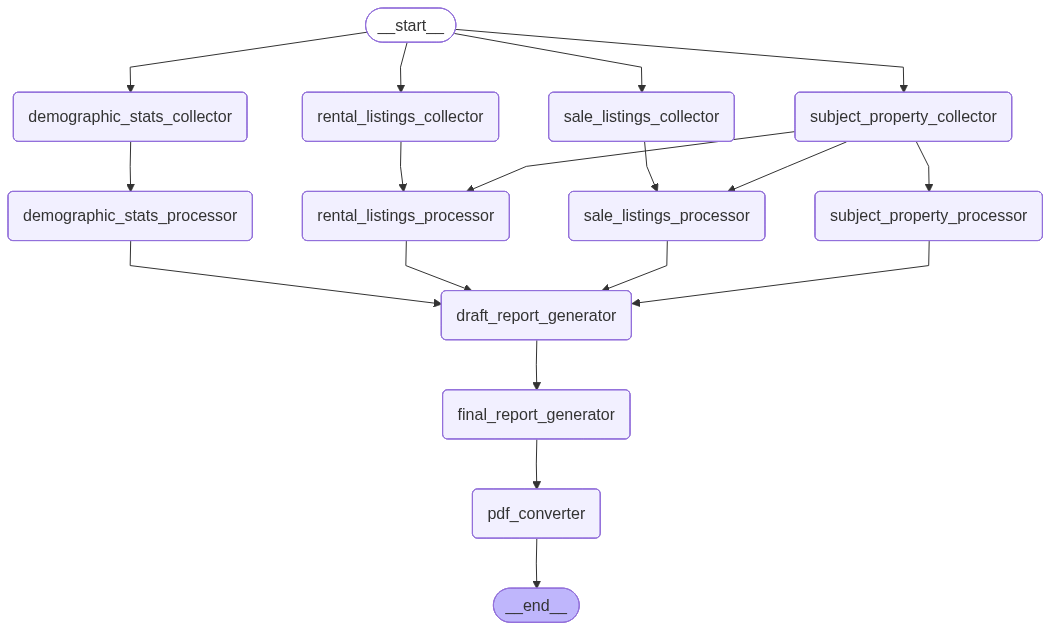 __start__
demographic_stats_collector
rental_listings_collector
sale_listings_collector
subject_property_collector
demographic_stats_processor
rental_listings_processor
sale_listings_processor
subject_property_processor
draft_report_generator
final_report_generator
pdf_converter
__end__